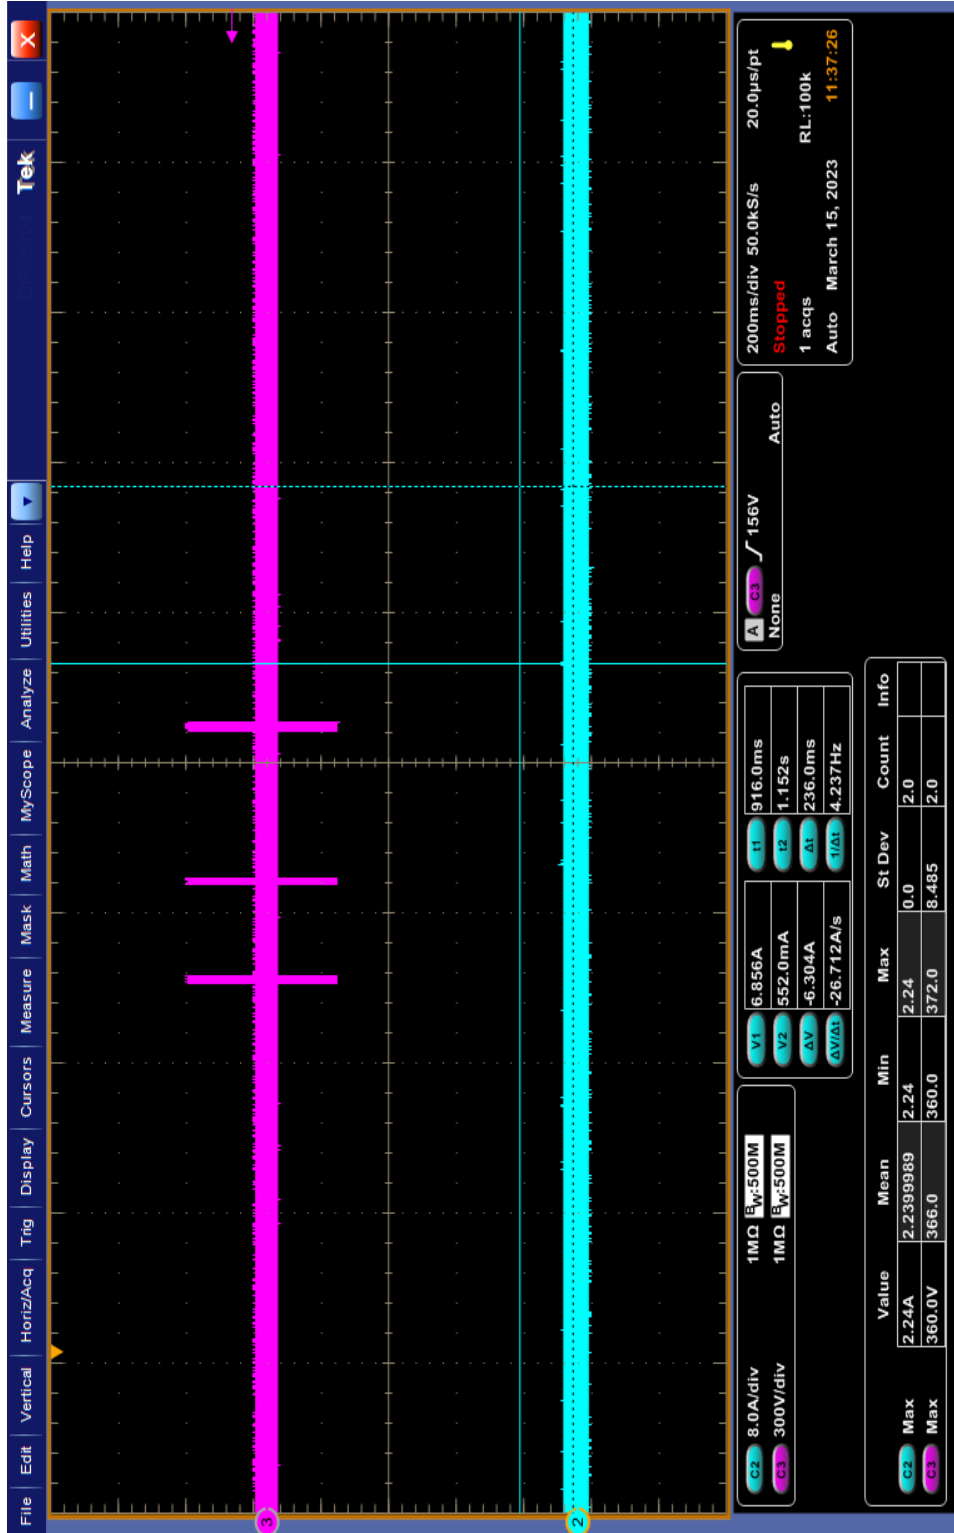 File Edit Vertical Horiz/Acq Trig Display Cursors Measure Mask Math MyScope Analyze Utilities Help ▼ Tek — X
3
2
C2 8.0A/div 1MΩ BW:500M
C3 300V/div 1MΩ BW:500M
V1 6.856A
V2 552.0mA
ΔV -6.304A
ΔV/Δt -26.712A/s
t1 916.0ms
t2 1.152s
Δt 236.0ms
1/Δt 4.237Hz
A C3 156V
None Auto
200ms/div 50.0kS/s 20.0µs/pt
Stopped
1 acqs RL:100k
Auto March 15, 2023 11:37:26
Value Mean Min Max St Dev Count Info
C2 Max 2.24A 2.2399989 2.24 2.24 0.0 2.0
C3 Max 360.0V 366.0 360.0 372.0 8.485 2.0